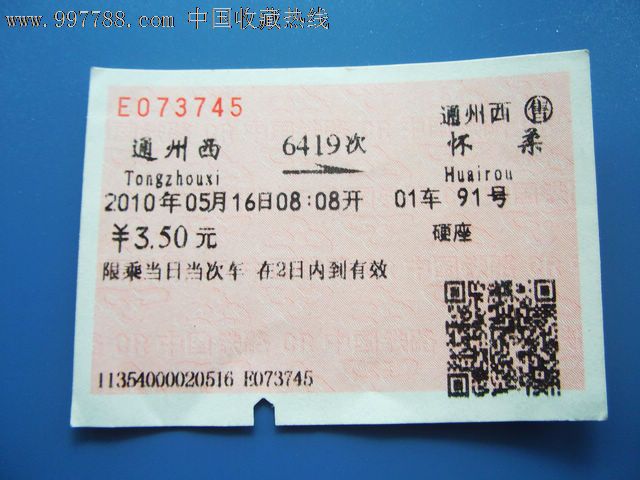 www.997788.com 中国收藏热线
E073745
通州西 售
通州西 6419次 怀柔
Tongzhouxi Huairou
2010年05月16日08:08开 01车 91号
¥3.50元 硬座
限乘当日当次车 在2日内到有效
11354000020516 E073745